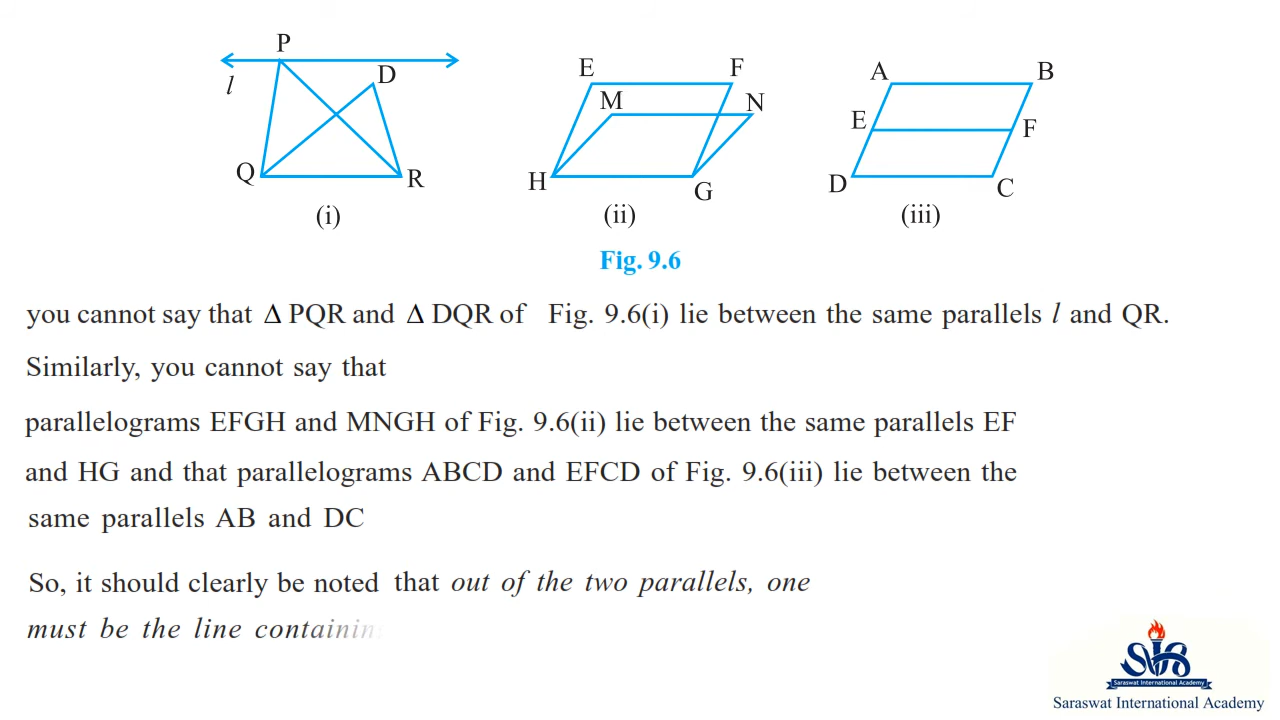 P
D
l
Q
R
(i)
E
F
M
N
H
G
(ii)
A
B
E
F
D
C
(iii)
Fig. 9.6
you cannot say that Δ PQR and Δ DQR of Fig. 9.6(i) lie between the same parallels l and QR.
Similarly, you cannot say that
parallelograms EFGH and MNGH of Fig. 9.6(ii) lie between the same parallels EF
and HG and that parallelograms ABCD and EFCD of Fig. 9.6(iii) lie between the
same parallels AB and DC
So, it should clearly be noted that out of the two parallels, one
must be the line containin
SIA
Saraswat International Academy
Saraswat International Academy